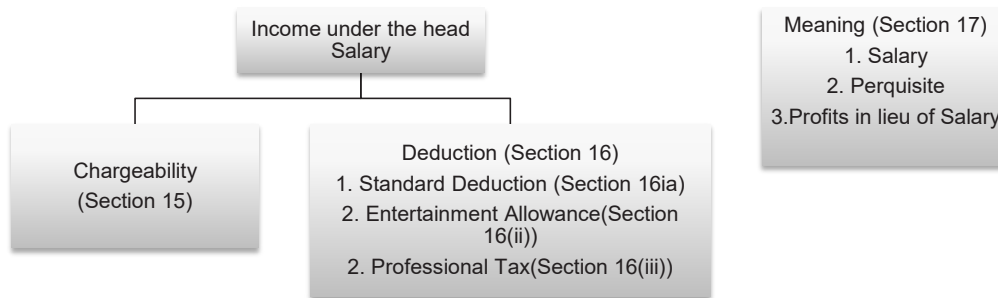 Income under the head
Salary
Meaning (Section 17)
1. Salary
2. Perquisite
3.Profits in lieu of Salary
Chargeability
(Section 15)
Deduction (Section 16)
1. Standard Deduction (Section 16ia)
2. Entertainment Allowance(Section
16(ii))
2. Professional Tax(Section 16(iii))